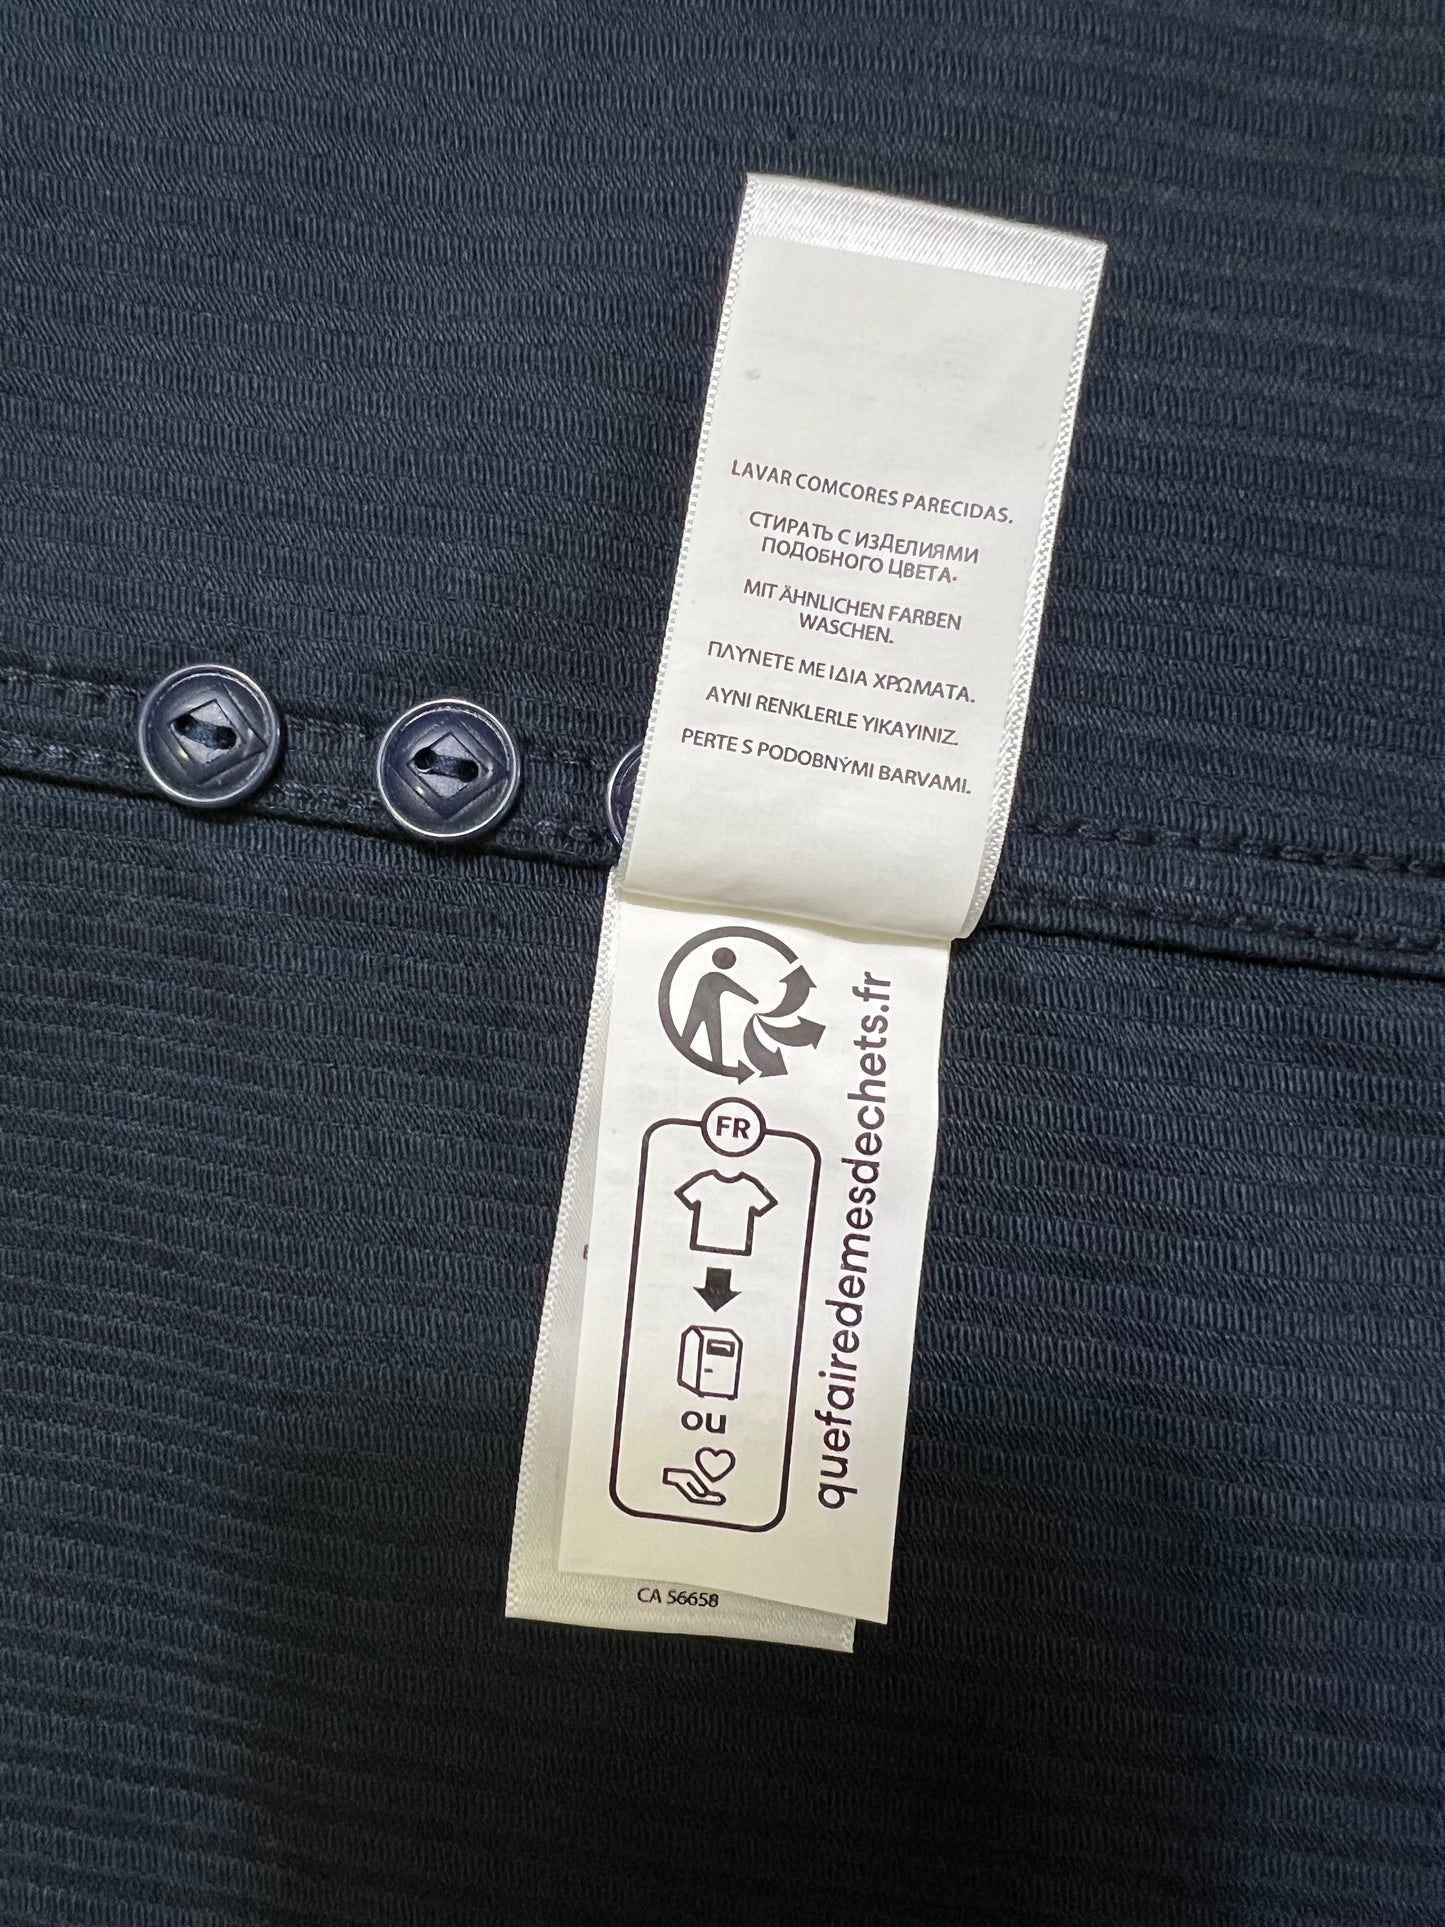 LAVAR COMCORES PARECIDAS.
СТИРАТЬ С ИЗДЕЛИЯМИ
ПОДОБНОГО ЦВЕТА.
MIT ÄHNLICHEN FARBEN
WASCHEN.
ΠΛΥΝΕΤΕ ΜΕ ΙΔΙΑ ΧΡΩΜΑΤΑ.
AYNI RENKLERLE YIKAYINIZ.
PERTE S PODOBNÝMI BARVAMI.
FR
ou
quefairedemesdechets.fr
CA 56658